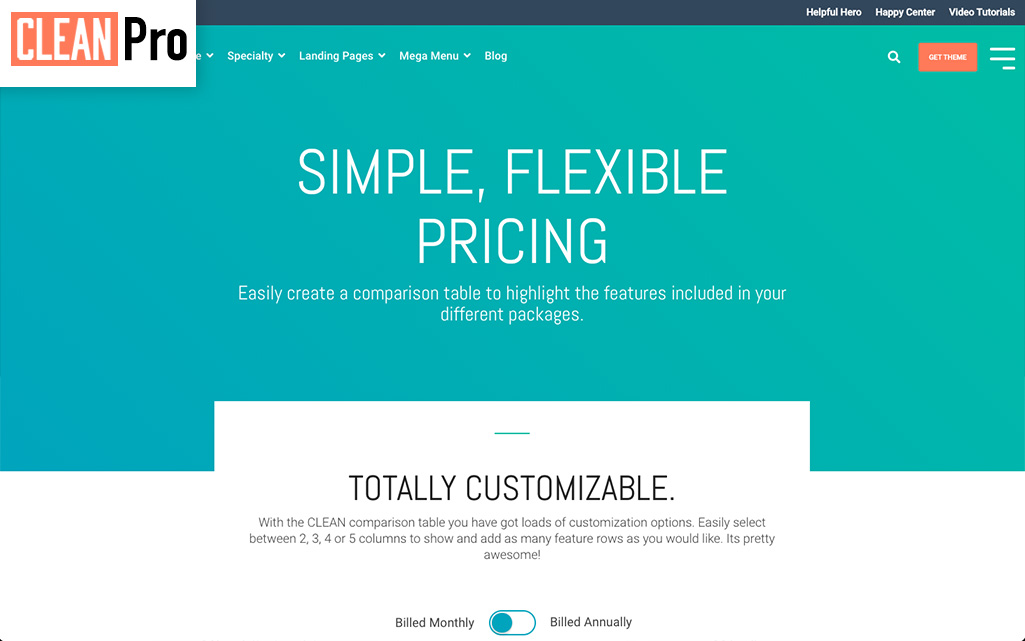 Helpful Hero Happy Center Video Tutorials
CLEAN Pro
Specialty Landing Pages Mega Menu Blog
GET THEME
SIMPLE, FLEXIBLE
PRICING
Easily create a comparison table to highlight the features included in your
different packages.
TOTALLY CUSTOMIZABLE.
With the CLEAN comparison table you have got loads of customization options. Easily select
between 2, 3, 4 or 5 columns to show and add as many feature rows as you would like. Its pretty
awesome!
Billed Monthly Billed Annually